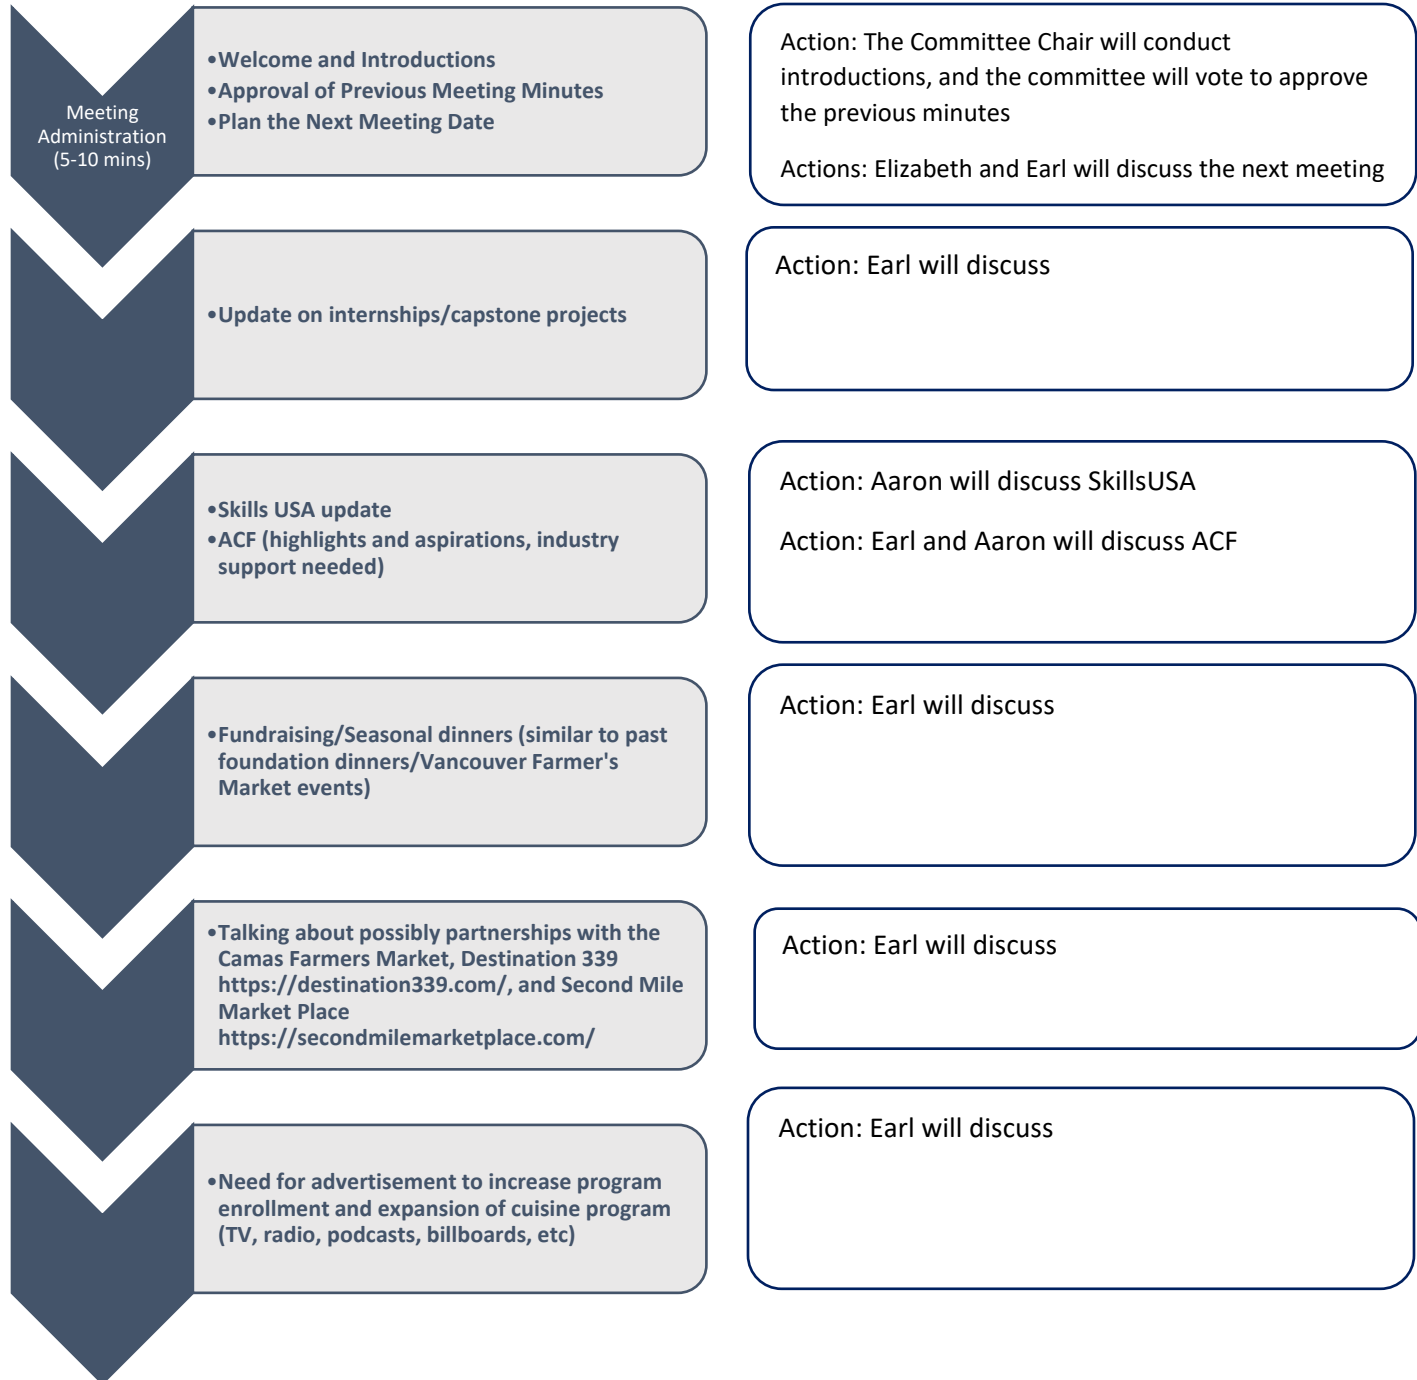 Meeting
Administration
(5-10 mins)
•Welcome and Introductions
•Approval of Previous Meeting Minutes
•Plan the Next Meeting Date
Action: The Committee Chair will conduct
introductions, and the committee will vote to approve
the previous minutes
Actions: Elizabeth and Earl will discuss the next meeting
•Update on internships/capstone projects
Action: Earl will discuss
•Skills USA update
•ACF (highlights and aspirations, industry
support needed)
Action: Aaron will discuss SkillsUSA
Action: Earl and Aaron will discuss ACF
•Fundraising/Seasonal dinners (similar to past
foundation dinners/Vancouver Farmer's
Market events)
Action: Earl will discuss
•Talking about possibly partnerships with the
Camas Farmers Market, Destination 339
https://destination339.com/, and Second Mile
Market Place
https://secondmilemarketplace.com/
Action: Earl will discuss
•Need for advertisement to increase program
enrollment and expansion of cuisine program
(TV, radio, podcasts, billboards, etc)
Action: Earl will discuss